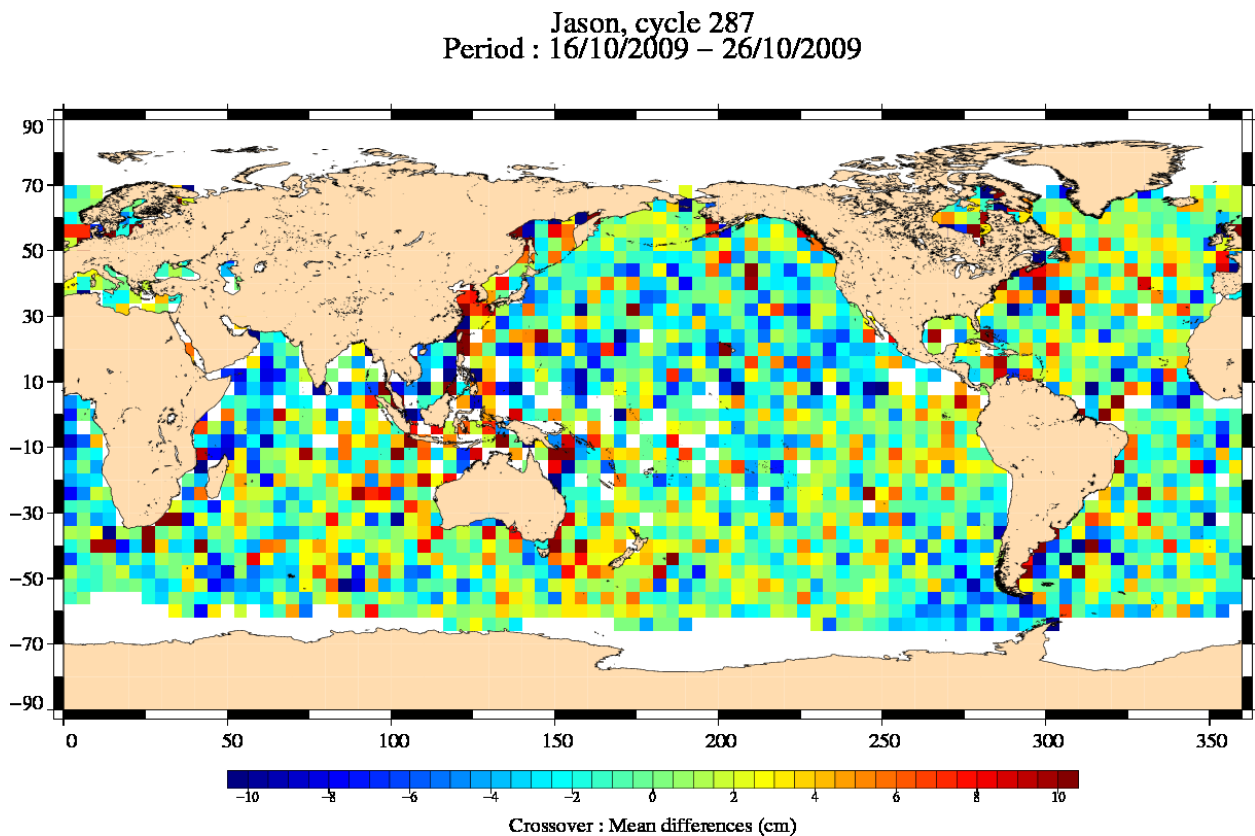 Jason, cycle 287
Period : 16/10/2009 − 26/10/2009
90
70
50
30
10
−10
−30
−50
−70
−90
0 50 100 150 200 250 300 350
−10 −8 −6 −4 −2 0 2 4 6 8 10
Crossover : Mean differences (cm)